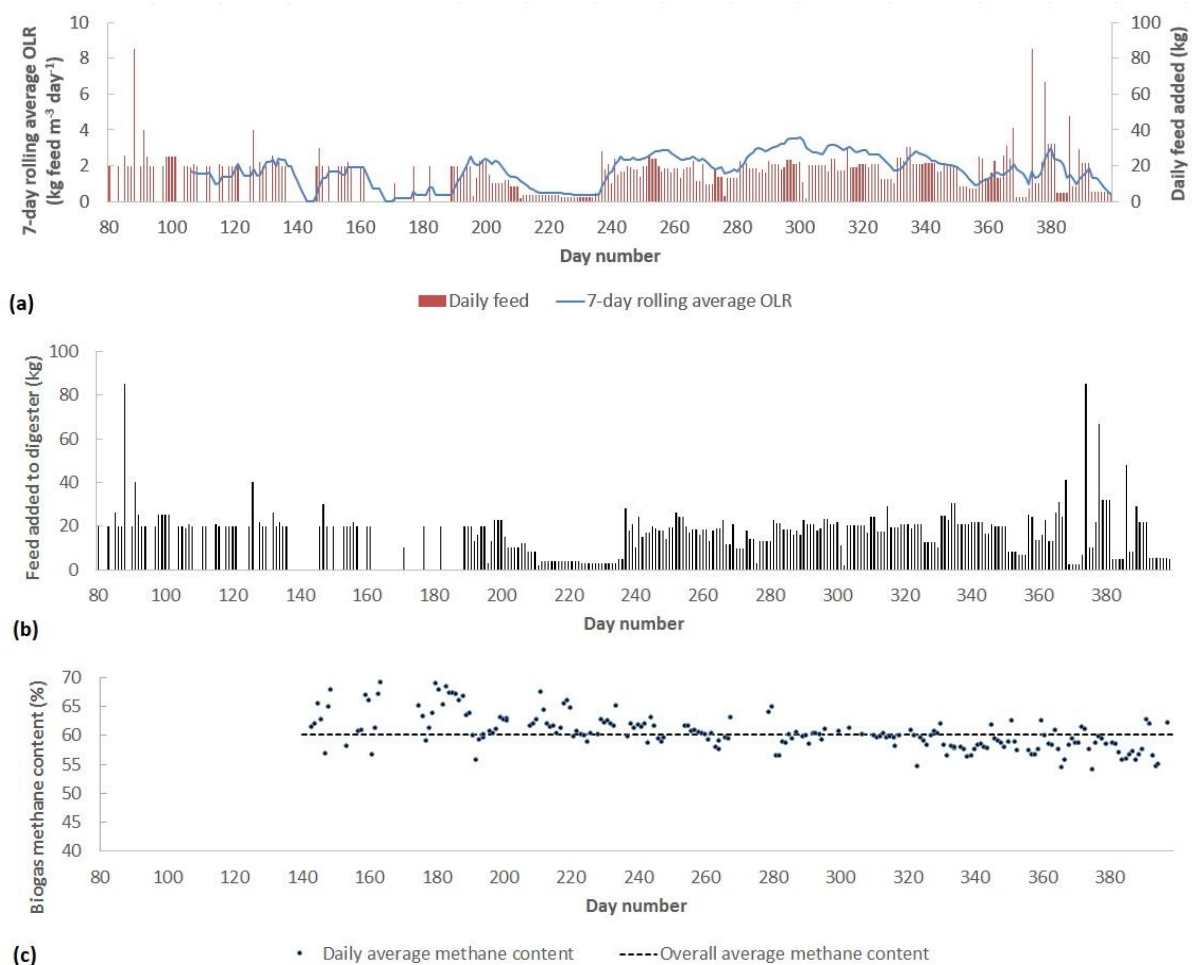 10
8
6
4
2
0
7-day rolling average OLR
(kg feed m⁻³ day⁻¹)
100
80
60
40
20
0
Daily feed added (kg)
80 100 120 140 160 180 200 220 240 260 280 300 320 340 360 380
Day number
(a)
Daily feed 7-day rolling average OLR
100
80
60
40
20
0
Feed added to digester (kg)
80 100 120 140 160 180 200 220 240 260 280 300 320 340 360 380
Day number
(b)
70
65
60
55
50
45
40
Biogas methane content (%)
80 100 120 140 160 180 200 220 240 260 280 300 320 340 360 380
Day number
(c)
Daily average methane content Overall average methane content